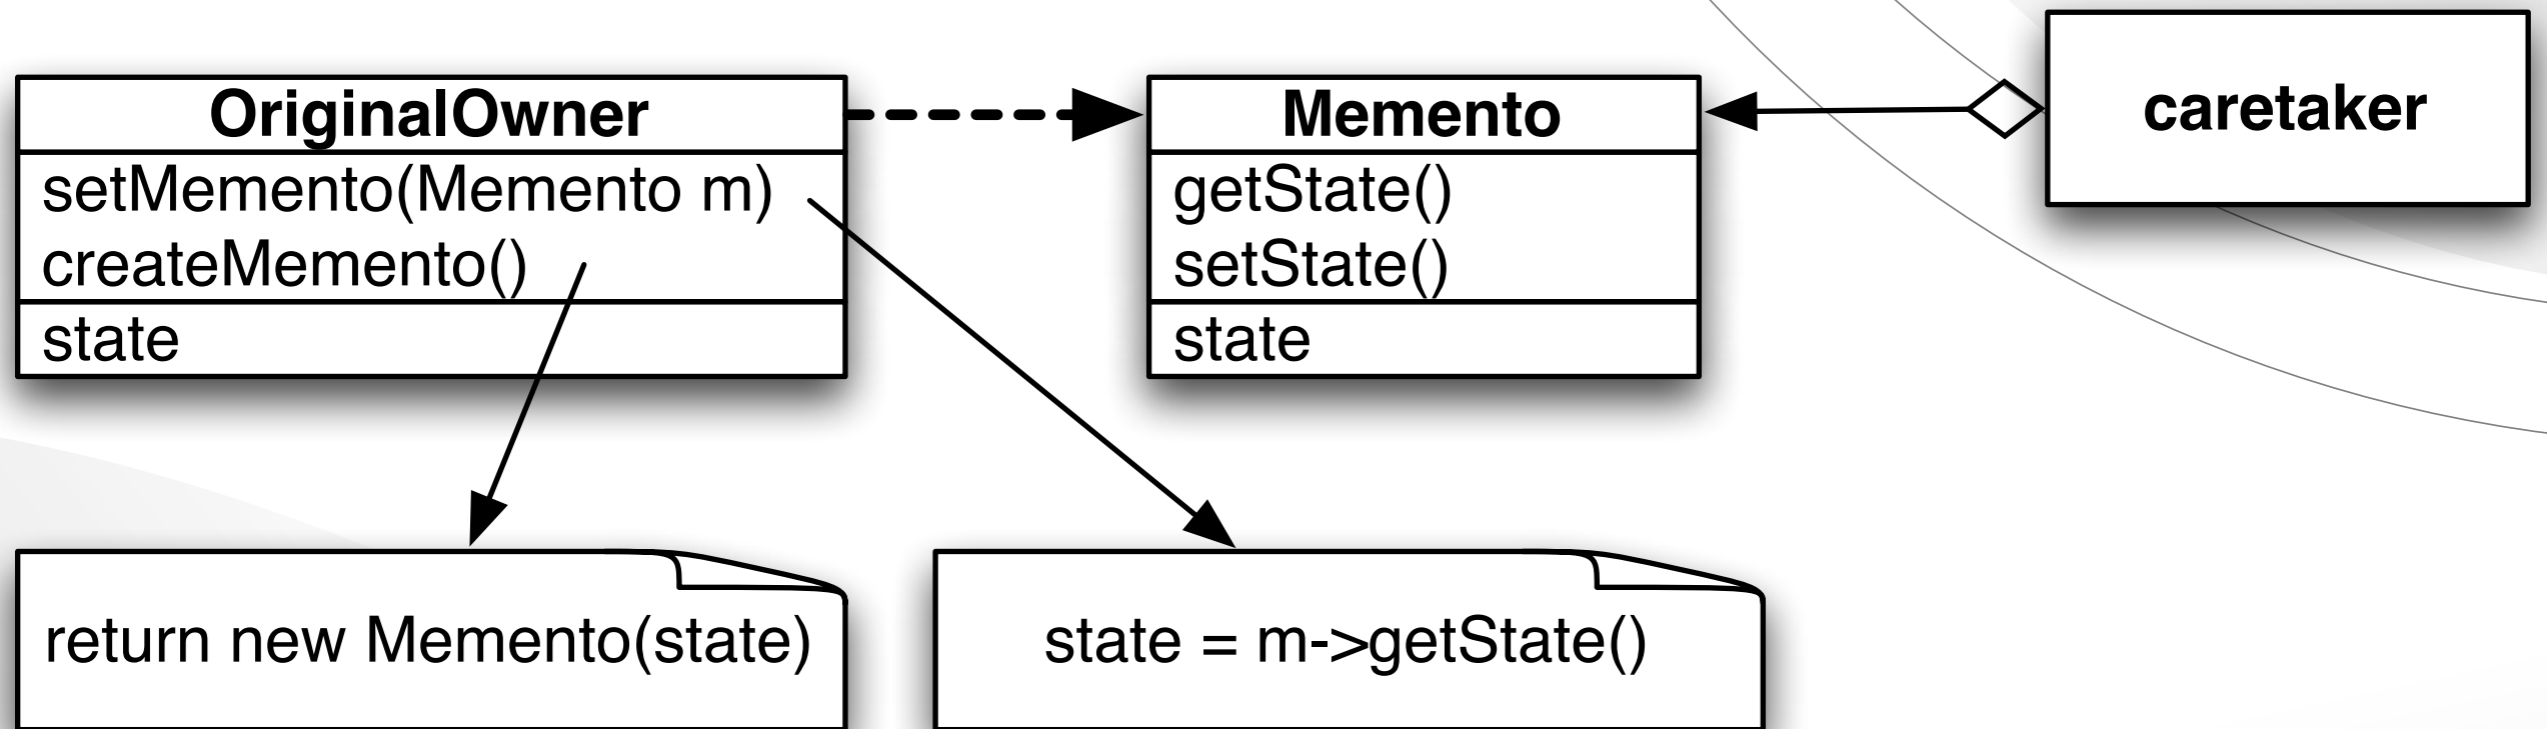 OriginalOwner
setMemento(Memento m)
createMemento()
state
Memento
getState()
setState()
state
caretaker
return new Memento(state)
state = m->getState()